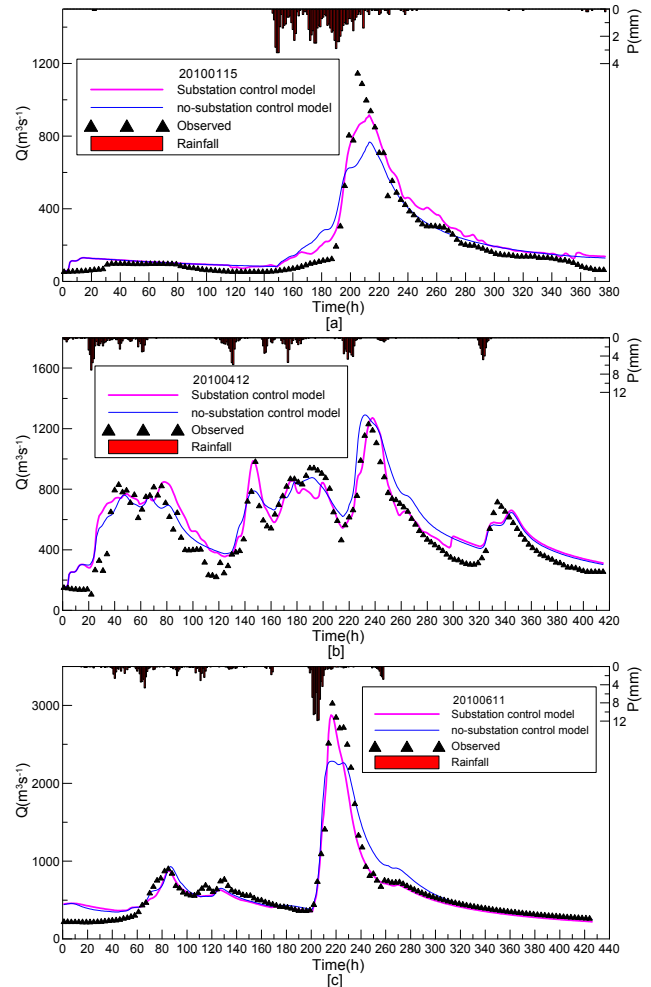 0
2
4
P(mm)
1200
800
400
0
Q(m³s⁻¹)
20100115
Substation control model
no-substation control model
Observed
Rainfall
0 20 40 60 80 100 120 140 160 180 200 220 240 260 280 300 320 340 360 380
Time(h)
[a]
0
4
8
12
P(mm)
1600
1200
800
400
0
Q(m³s⁻¹)
20100412
Substation control model
no-substation control model
Observed
Rainfall
0 20 40 60 80 100 120 140 160 180 200 220 240 260 280 300 320 340 360 380 400 420
Time(h)
[b]
0
4
8
12
P(mm)
3000
2000
1000
0
Q(m³s⁻¹)
20100611
Substation control model
no-substation control model
Observed
Rainfall
0 20 40 60 80 100 120 140 160 180 200 220 240 260 280 300 320 340 360 380 400 420 440
Time(h)
[c]